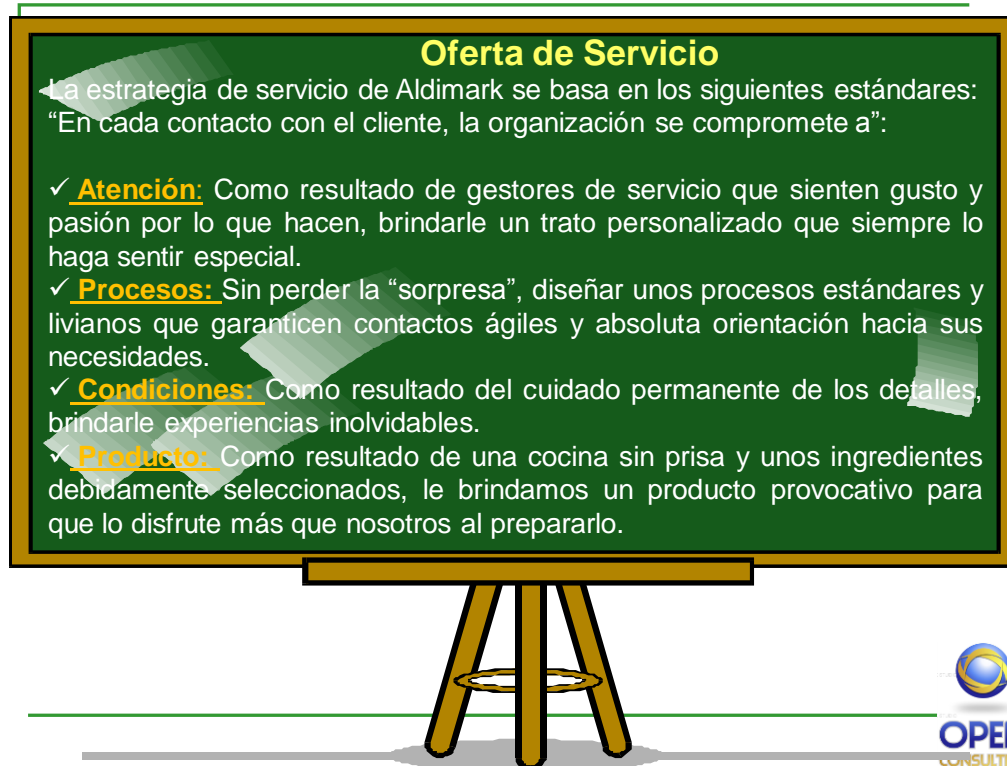 Oferta de Servicio
La estrategia de servicio de Aldimark se basa en los siguientes estándares:
“En cada contacto con el cliente, la organización se compromete a”:
✓ Atención: Como resultado de gestores de servicio que sienten gusto y
pasión por lo que hacen, brindarle un trato personalizado que siempre lo
haga sentir especial.
✓ Procesos: Sin perder la “sorpresa”, diseñar unos procesos estándares y
livianos que garanticen contactos ágiles y absoluta orientación hacia sus
necesidades.
✓ Condiciones: Como resultado del cuidado permanente de los detalles,
brindarle experiencias inolvidables.
✓ Producto: Como resultado de una cocina sin prisa y unos ingredientes
debidamente seleccionados, le brindamos un producto provocativo para
que lo disfrute más que nosotros al prepararlo.